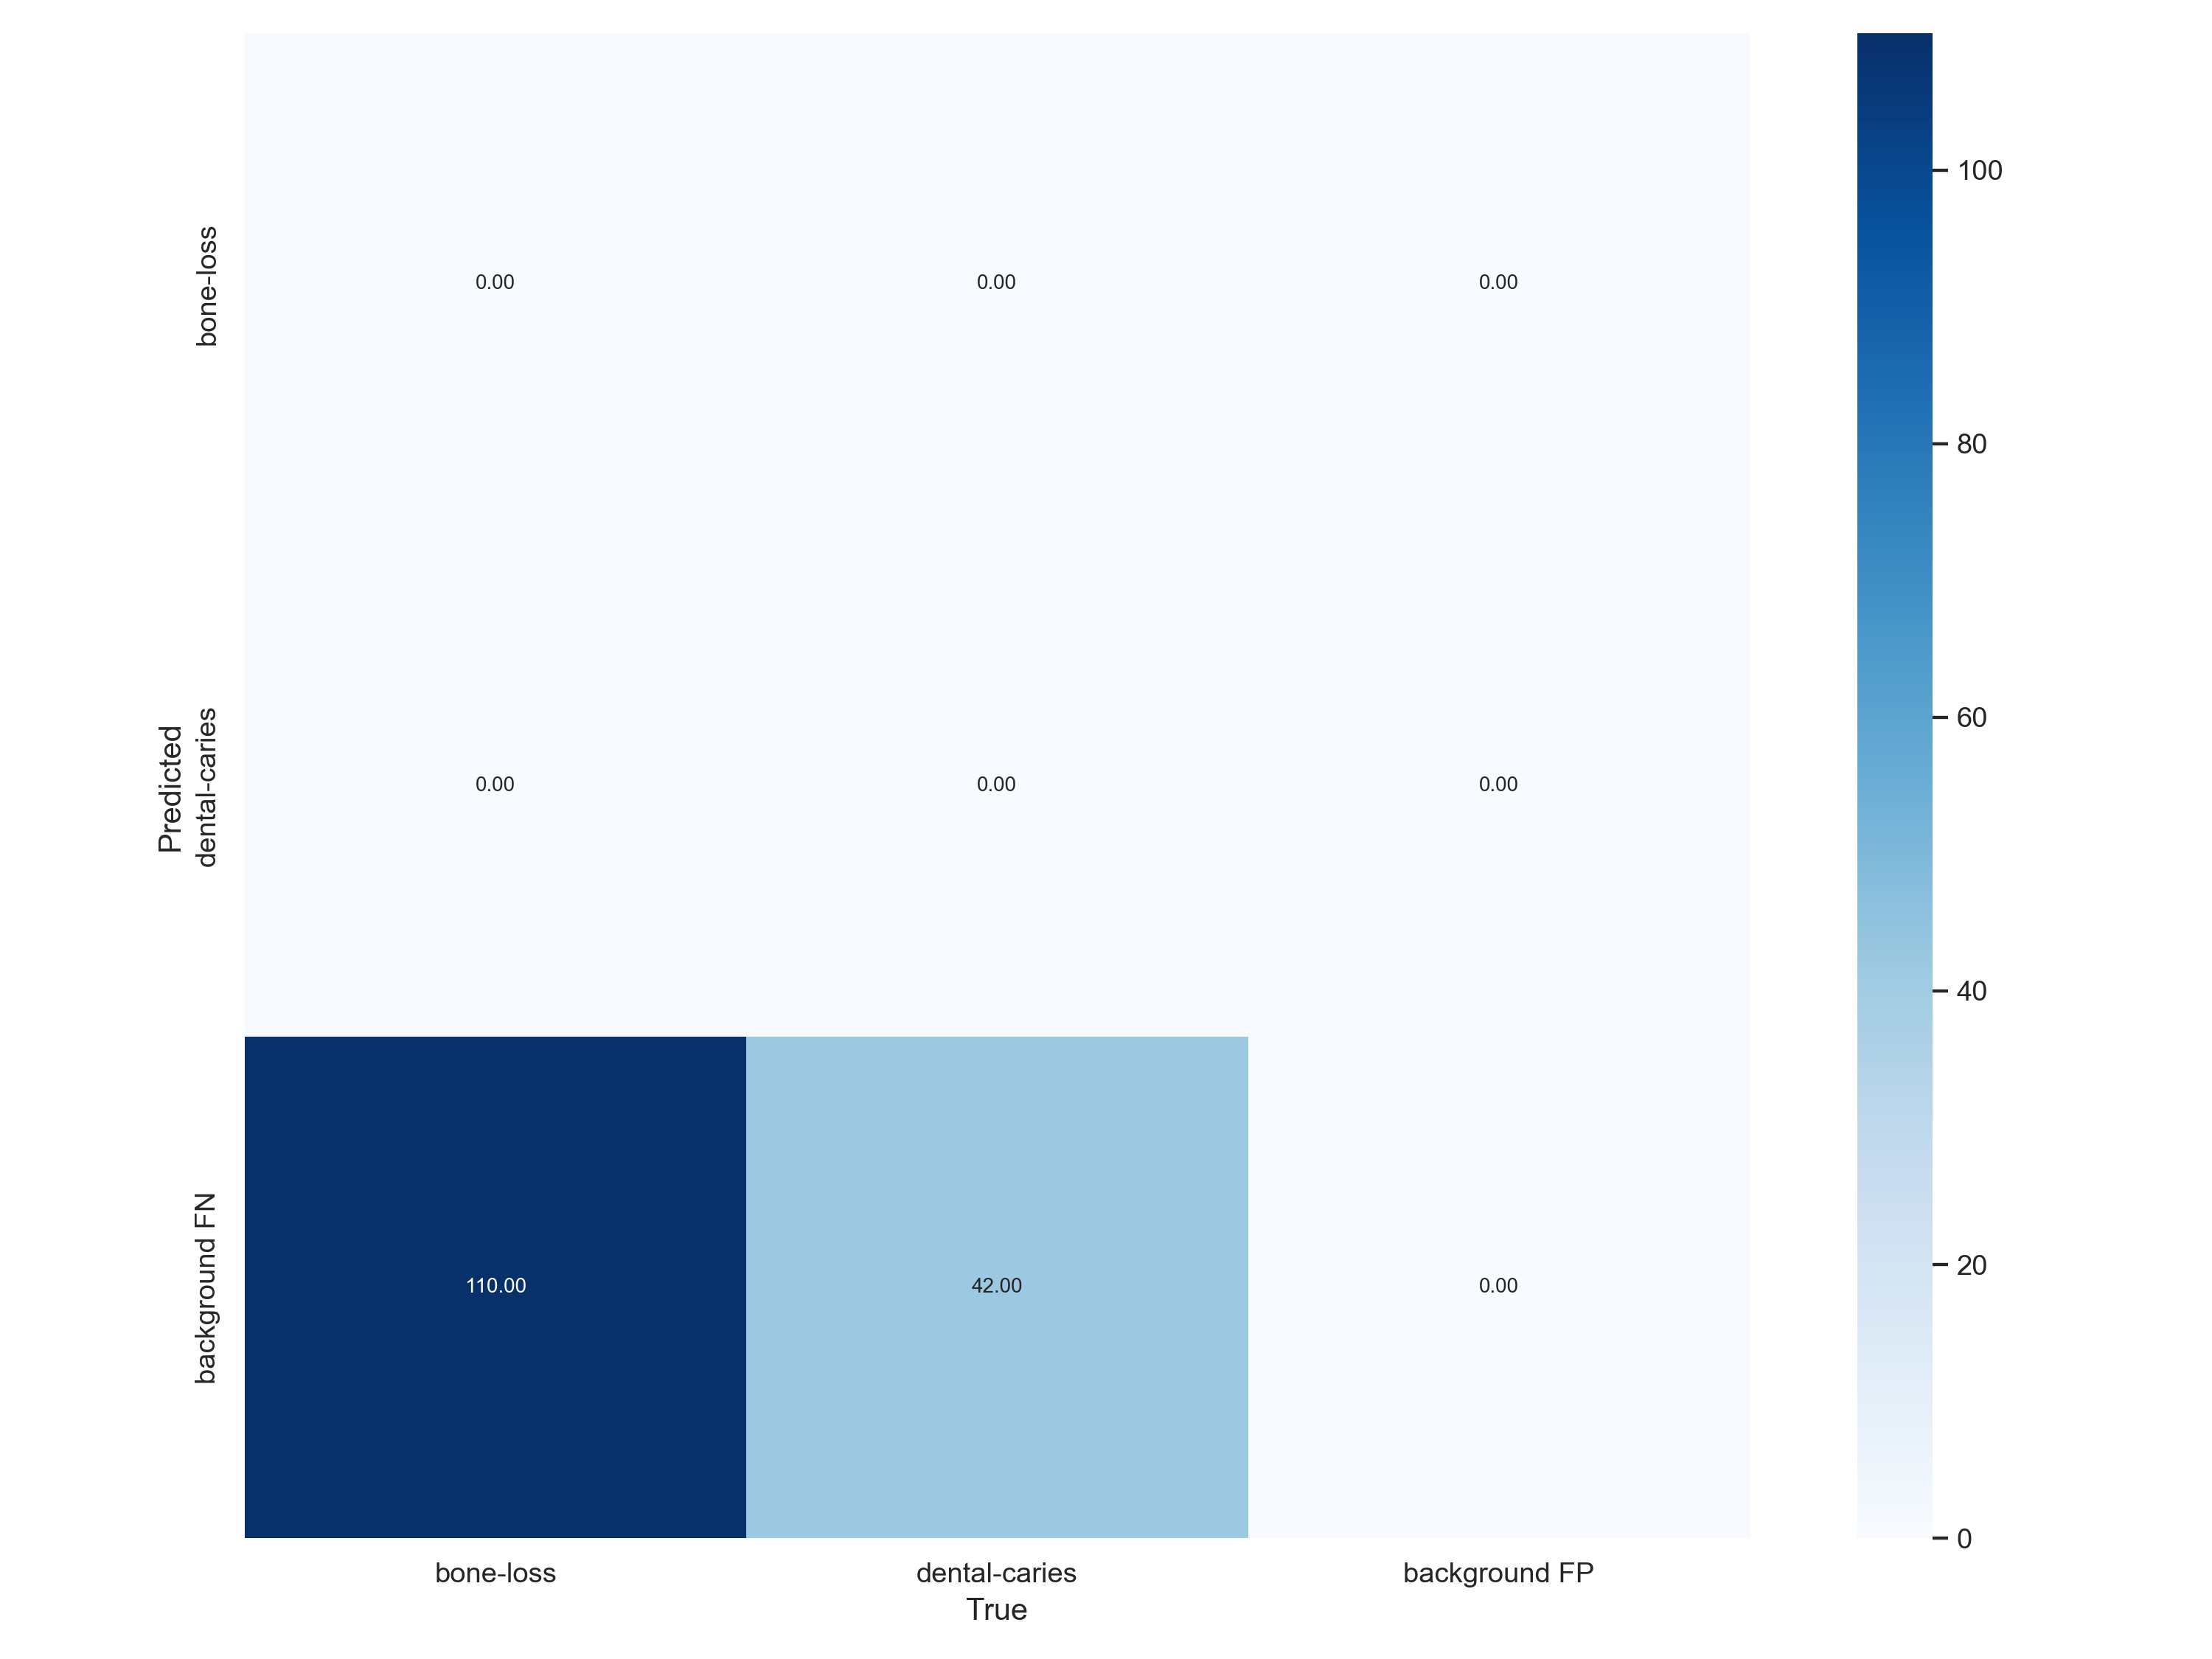 bone-loss
0.00 0.00 0.00
Predicted
dental-caries
0.00 0.00 0.00
background FN
110.00 42.00 0.00
bone-loss dental-caries background FP
True
100
80
60
40
20
0